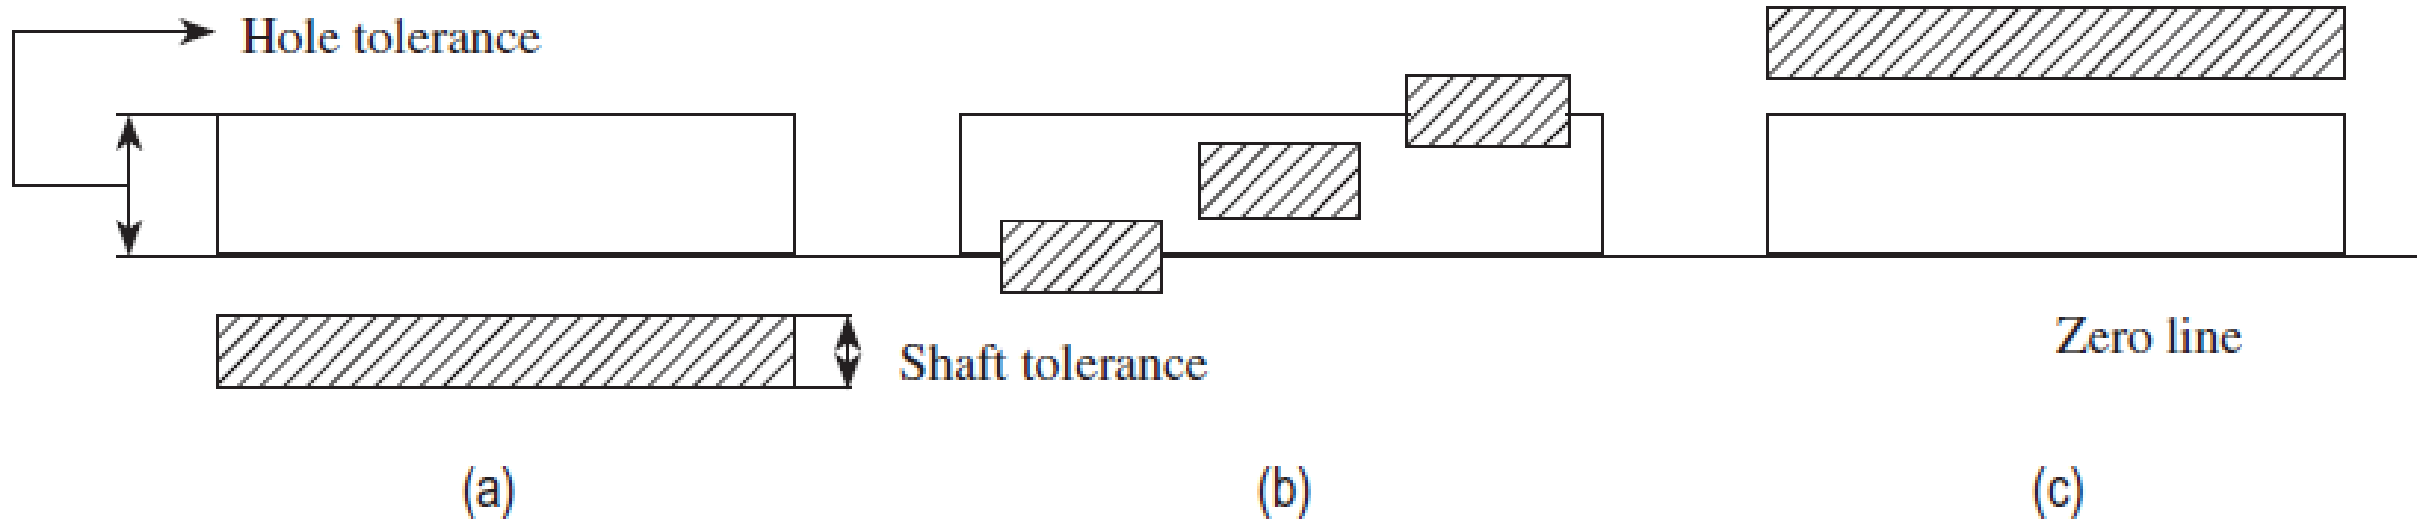 Hole tolerance
Zero line
Shaft tolerance
(a)
(b)
(c)